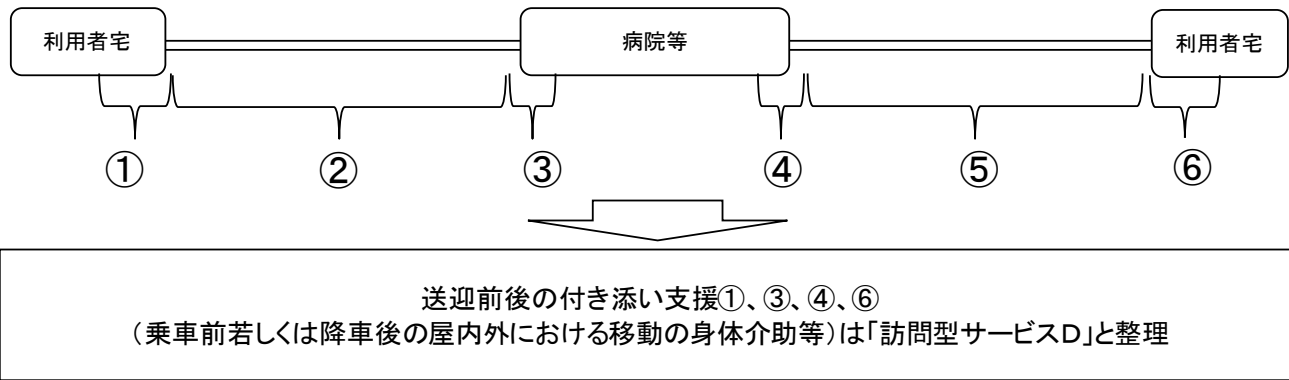 利用者宅
病院等
利用者宅
①
②
③
④
⑤
⑥
送迎前後の付き添い支援①、③、④、⑥
(乗車前若しくは降車後の屋内外における移動の身体介助等)は「訪問型サービスD」と整理